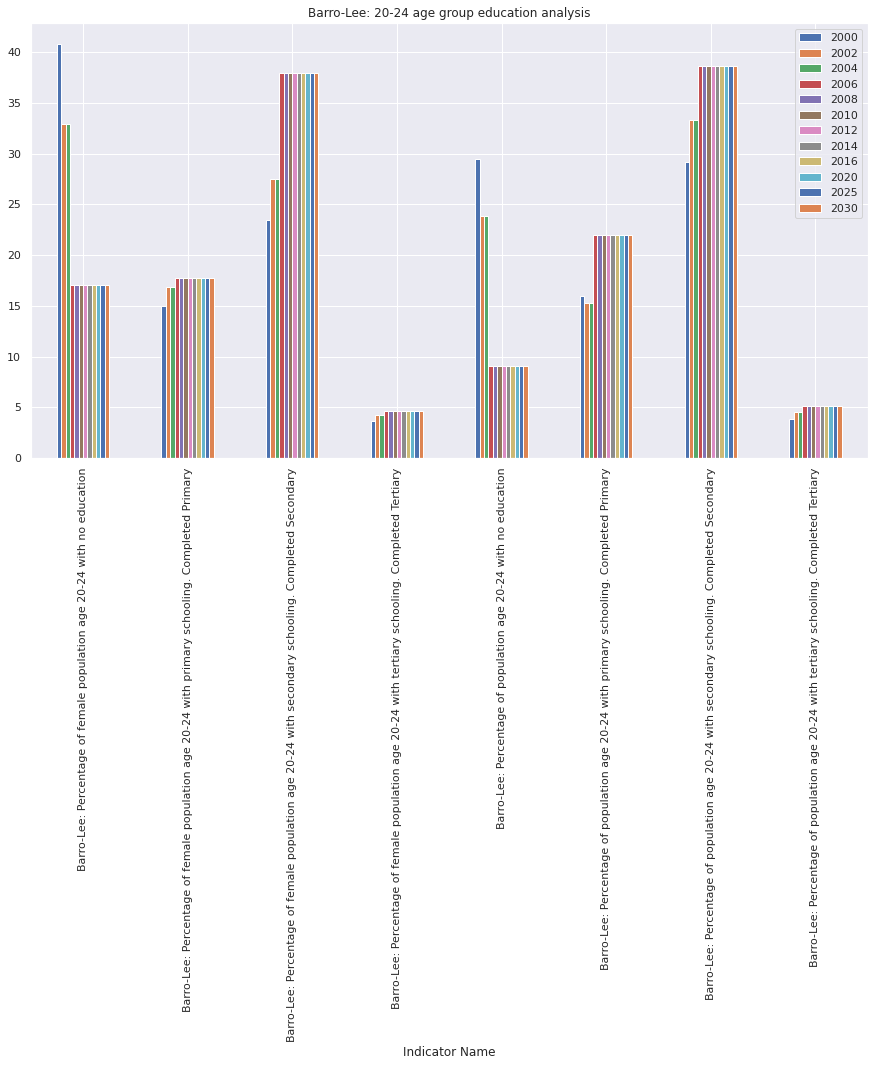 Barro-Lee: 20-24 age group education analysis
2000
2002
2004
2006
2008
2010
2012
2014
2016
2020
2025
2030
40
35
30
25
20
15
10
5
0
Barro-Lee: Percentage of female population age 20-24 with no education
Barro-Lee: Percentage of female population age 20-24 with primary schooling. Completed Primary
Barro-Lee: Percentage of female population age 20-24 with secondary schooling. Completed Secondary
Barro-Lee: Percentage of female population age 20-24 with tertiary schooling. Completed Tertiary
Barro-Lee: Percentage of population age 20-24 with no education
Barro-Lee: Percentage of population age 20-24 with primary schooling. Completed Primary
Barro-Lee: Percentage of population age 20-24 with secondary schooling. Completed Secondary
Barro-Lee: Percentage of population age 20-24 with tertiary schooling. Completed Tertiary
Indicator Name